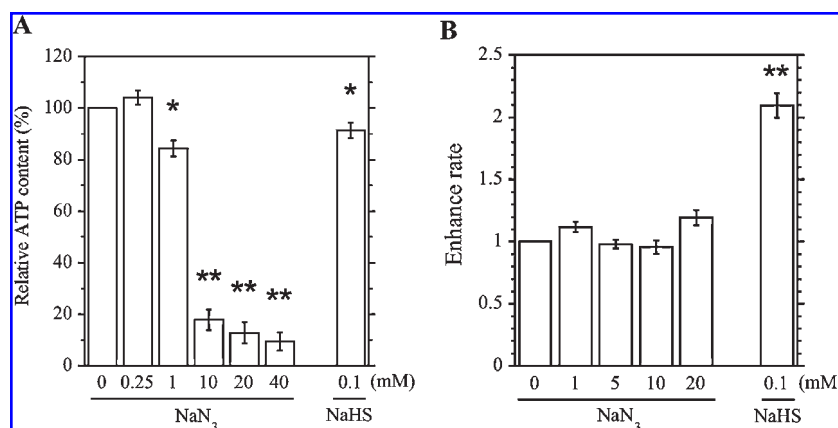 A
B
120
100
80
60
40
20
0
Relative ATP content (%)
*
**
**
**
*
0 0.25 1 10 20 40 0.1 (mM)
NaN3 NaHS
2.5
2
1.5
1
0.5
0
Enhance rate
**
0 1 5 10 20 0.1 (mM
NaN3 NaHS